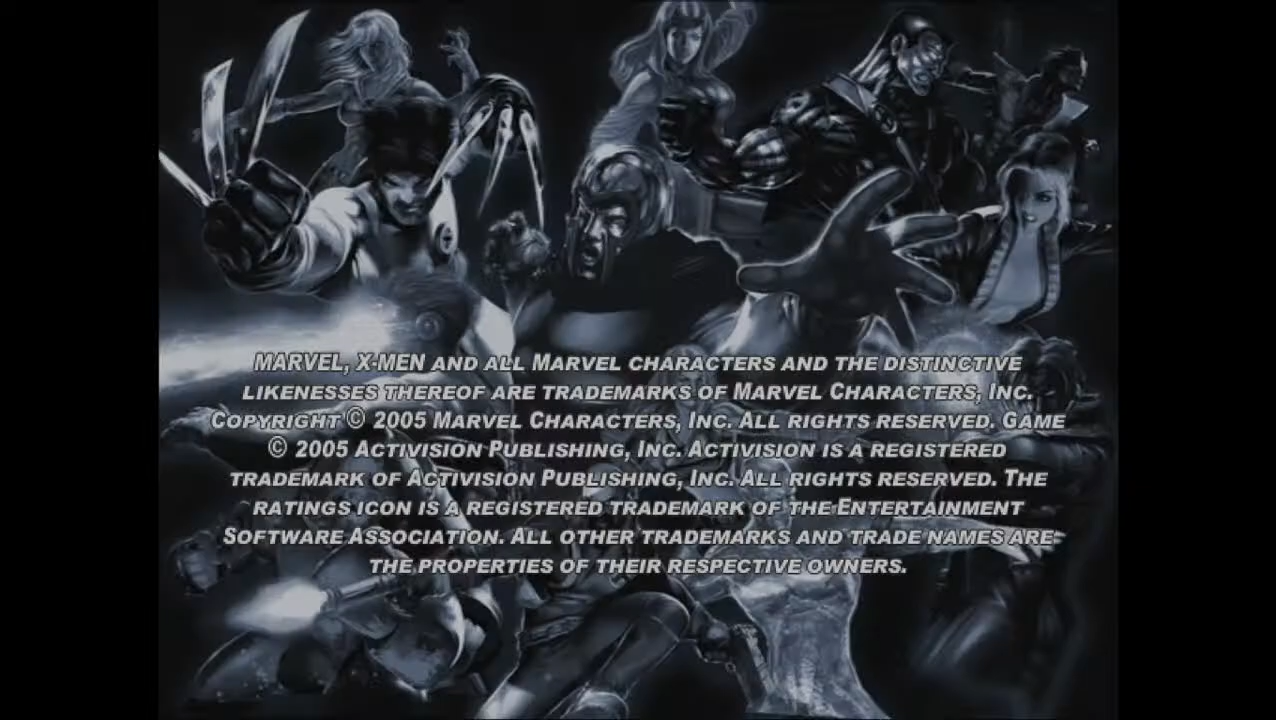 MARVEL, X-MEN AND ALL MARVEL CHARACTERS AND THE DISTINCTIVE
LIKENESSES THEREOF ARE TRADEMARKS OF MARVEL CHARACTERS, INC.
COPYRIGHT © 2005 MARVEL CHARACTERS, INC. ALL RIGHTS RESERVED. GAME
© 2005 ACTIVISION PUBLISHING, INC. ACTIVISION IS A REGISTERED
TRADEMARK OF ACTIVISION PUBLISHING, INC. ALL RIGHTS RESERVED. THE
RATINGS ICON IS A REGISTERED TRADEMARK OF THE ENTERTAINMENT
SOFTWARE ASSOCIATION. ALL OTHER TRADEMARKS AND TRADE NAMES ARE
THE PROPERTIES OF THEIR RESPECTIVE OWNERS.